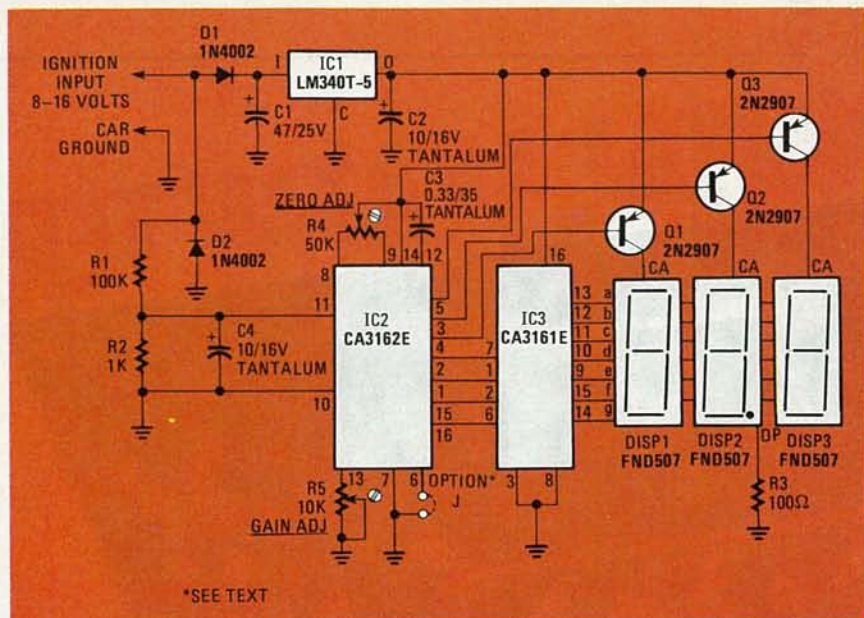 D1
1N4002
IGNITION
INPUT
8–16 VOLTS
CAR
GROUND
I
IC1
LM340T-5
O
C
+
C1
47/25V
+
C2
10/16V
TANTALUM
Q3
2N2907
Q2
2N2907
Q1
2N2907
ZERO ADJ
R4
50K
+
C3
0.33/35
TANTALUM
R1
100K
D2
1N4002
R2
1K
+
C4
10/16V
TANTALUM
8
9
14
12
11
10
IC2
CA3162E
5
3
4
2
1
15
16
13
7
6
R5
10K
GAIN ADJ
OPTION*
J
16
IC3
CA3161E
7
1
2
6
3
8
13 a
12 b
11 c
10 d
9 e
15 f
14 g
CA
CA
CA
DISP1
FND507
DISP2
FND507
DP
DISP3
FND507
R3
100Ω
*SEE TEXT